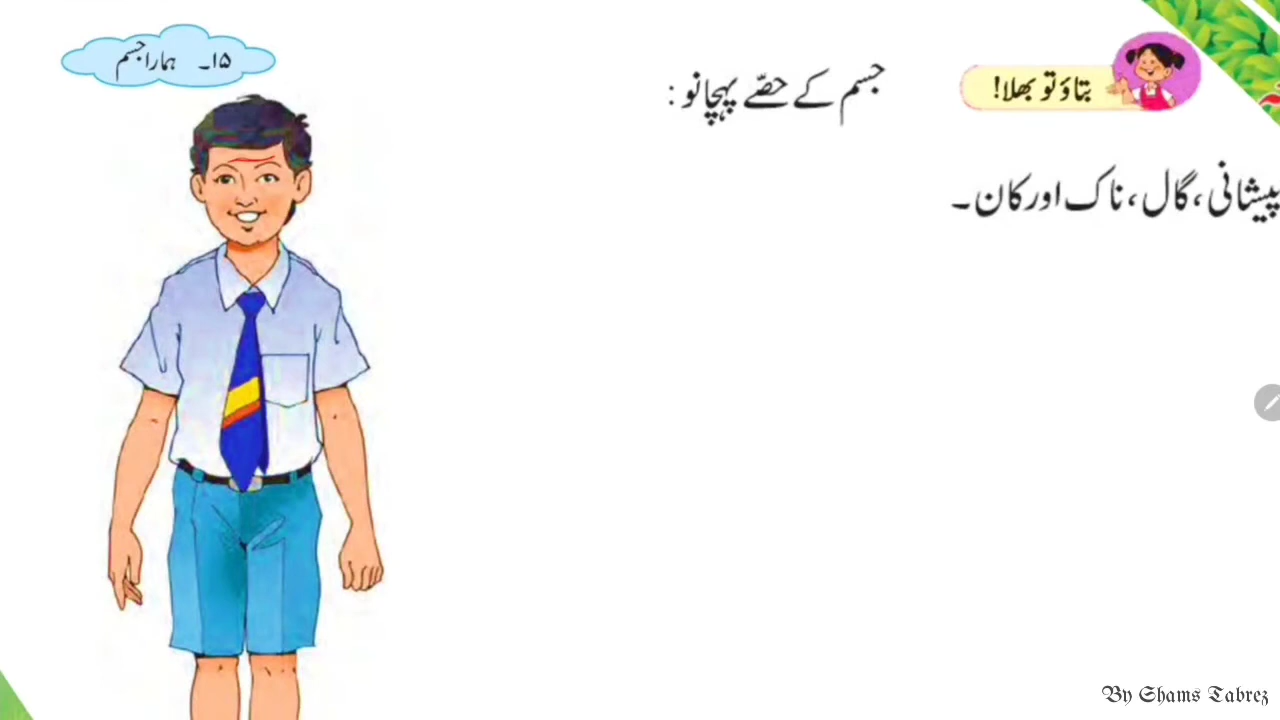 ۱۵۔ ہمارا جسم
بتاؤ تو بھلا!
جسم کے حصّے پہچانو :
پیشانی، گال، ناک اور کان۔
By Shams Tabrez